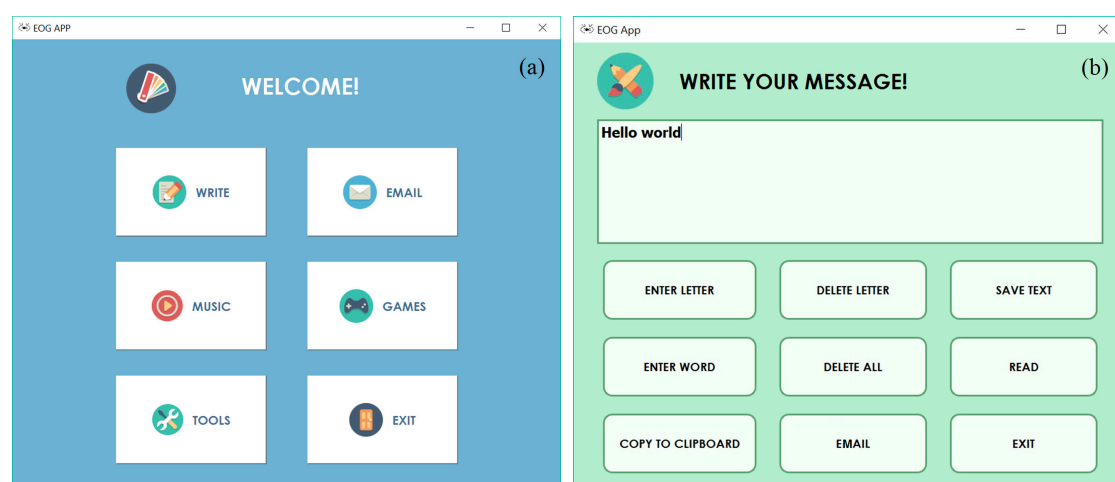 EOG APP
(a)
WELCOME!
WRITE
EMAIL
MUSIC
GAMES
TOOLS
EXIT
EOG App
(b)
WRITE YOUR MESSAGE!
Hello world
ENTER LETTER
DELETE LETTER
SAVE TEXT
ENTER WORD
DELETE ALL
READ
COPY TO CLIPBOARD
EMAIL
EXIT